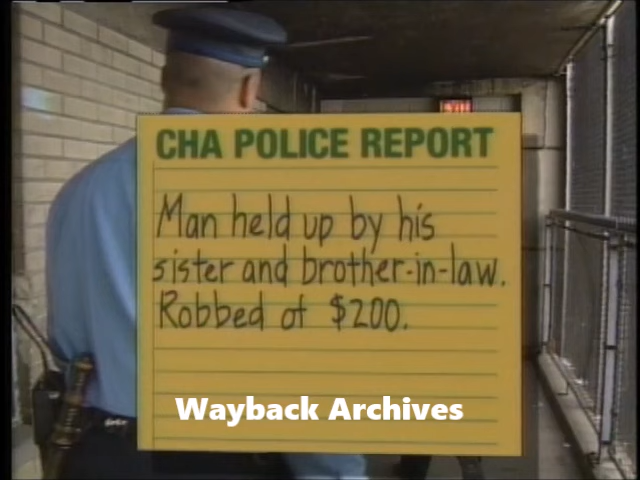 CHA POLICE REPORT
Man held up by his
sister and brother-in-law.
Robbed of $200.
Wayback Archives